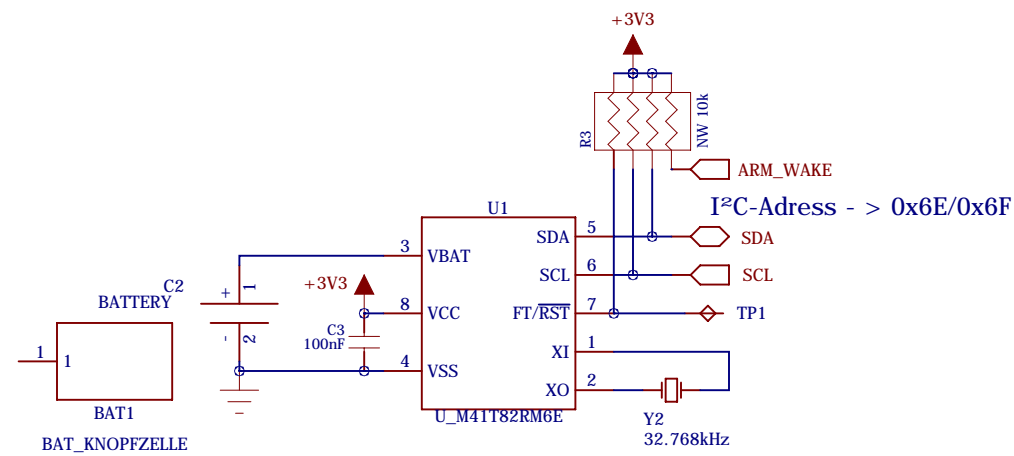 +3V3
R3
NW 10k
ARM_WAKE
I²C-Adress - > 0x6E/0x6F
U1
SDA
5
SDA
3
VBAT
SCL
6
SCL
C2
+
1
BATTERY
+3V3
8
VCC
FT/RST
7
TP1
-
2
C3
100nF
4
VSS
XI
1
XO
2
1
1
BAT1
BAT_KNOPFZELLE
U_M41T82RM6E
Y2
32.768kHz